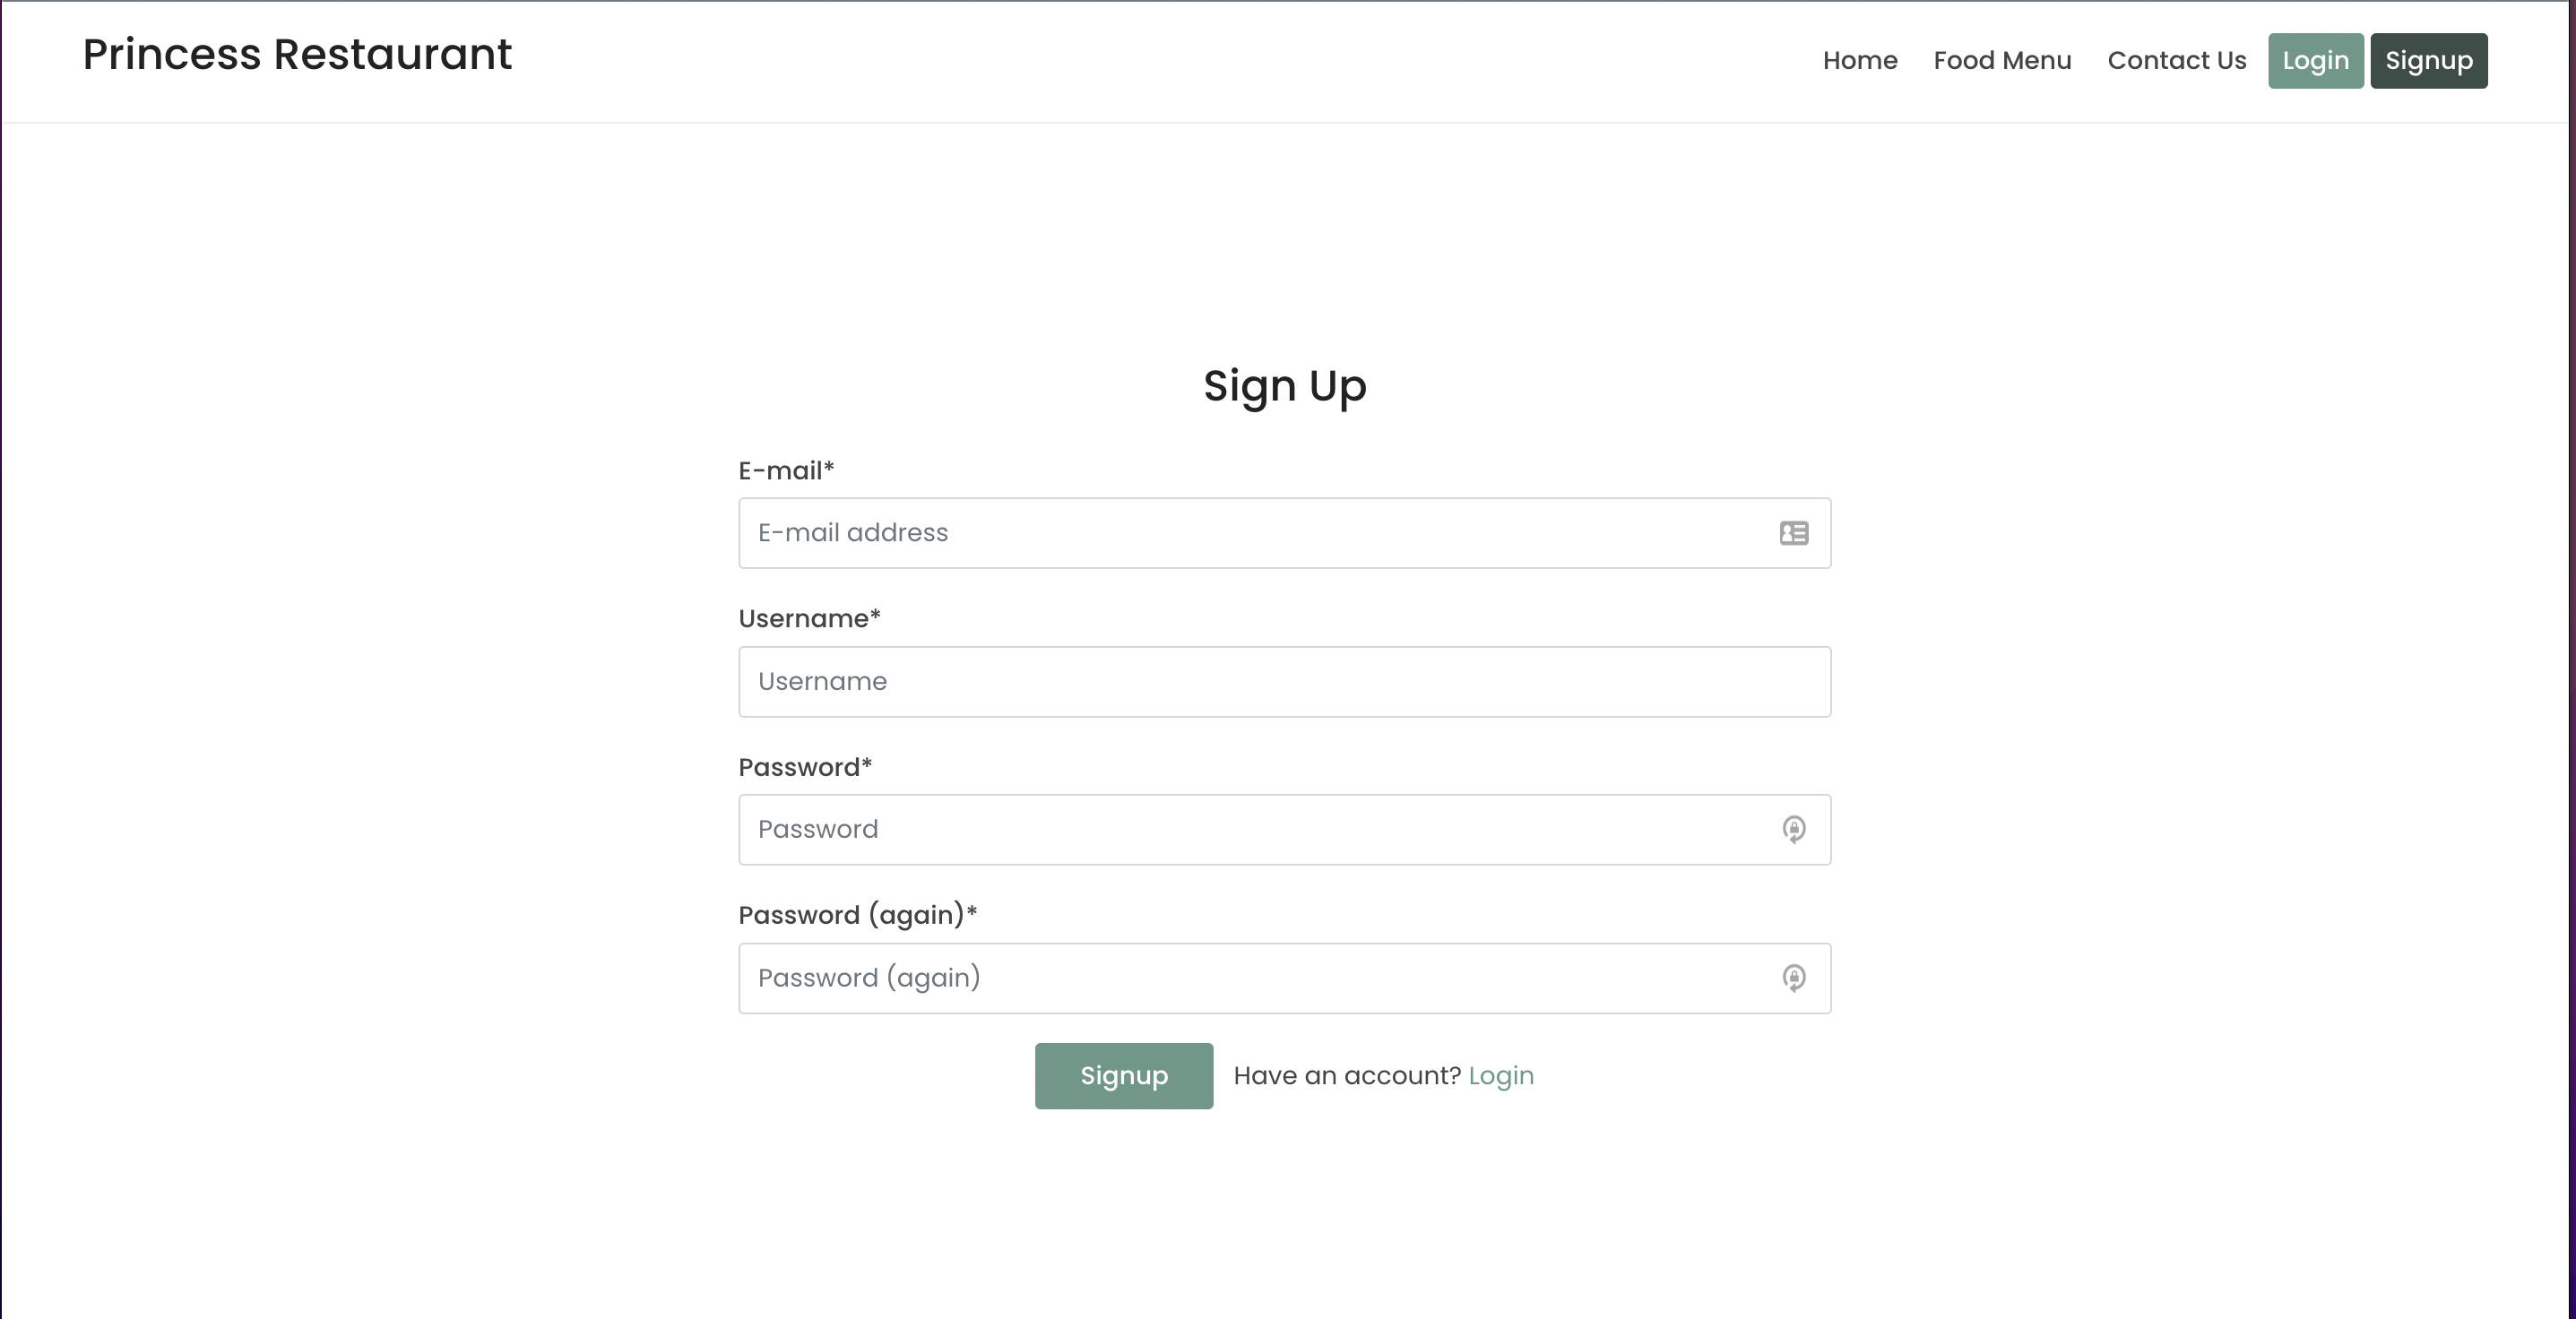 Princess Restaurant
Home Food Menu Contact Us Login Signup
Sign Up
E-mail*
E-mail address
Username*
Username
Password*
Password
Password (again)*
Password (again)
Signup Have an account? Login